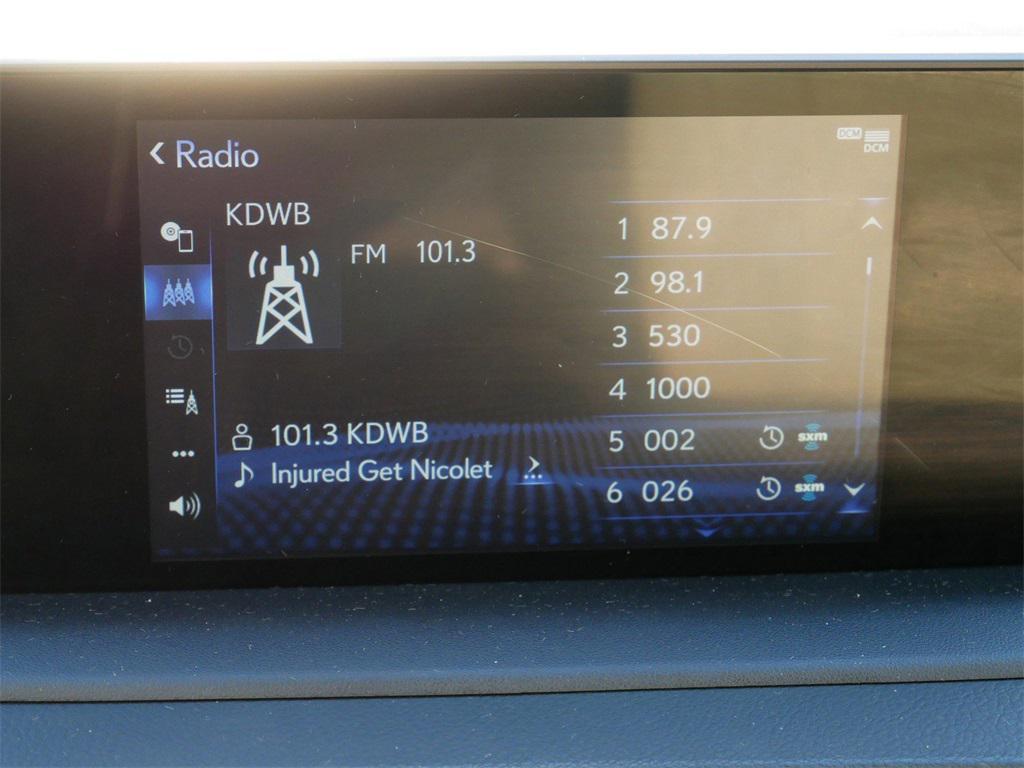 Radio
DCM
DCM
KDWB
FM 101.3
1 87.9
2 98.1
3 530
4 1000
5 002 sxm
6 026 sxm
101.3 KDWB
Injured Get Nicolet